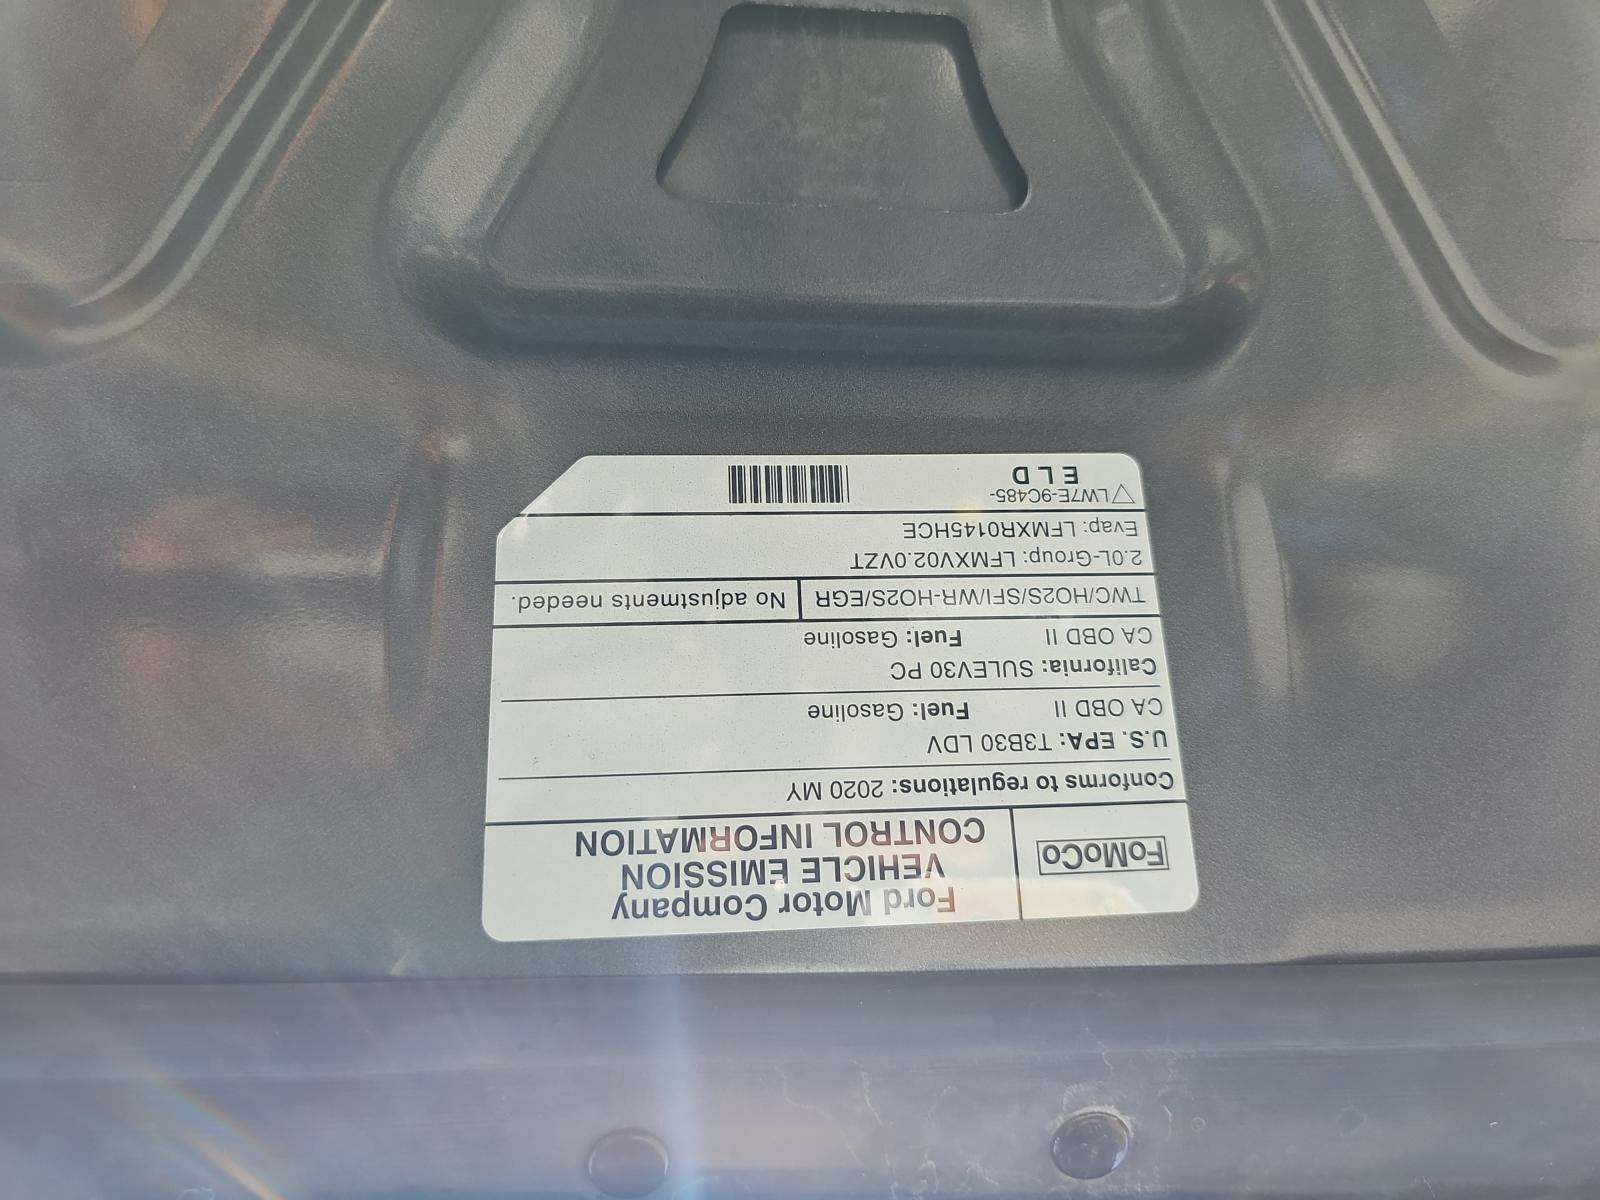 FoMoCo
Ford Motor Company
VEHICLE EMISSION
CONTROL INFORMATION
Conforms to regulations: 2020 MY
U.S. EPA: T3B30 LDV
CA OBD II Fuel: Gasoline
California: SULEV30 PC
CA OBD II Fuel: Gasoline
TWC/HO2S/SFI/WR-HO2S/EGR No adjustments needed.
2.0L-Group: LFMXV02.0VZT
Evap: LFMXR0145HCE
LW7E-9C485-
ELD